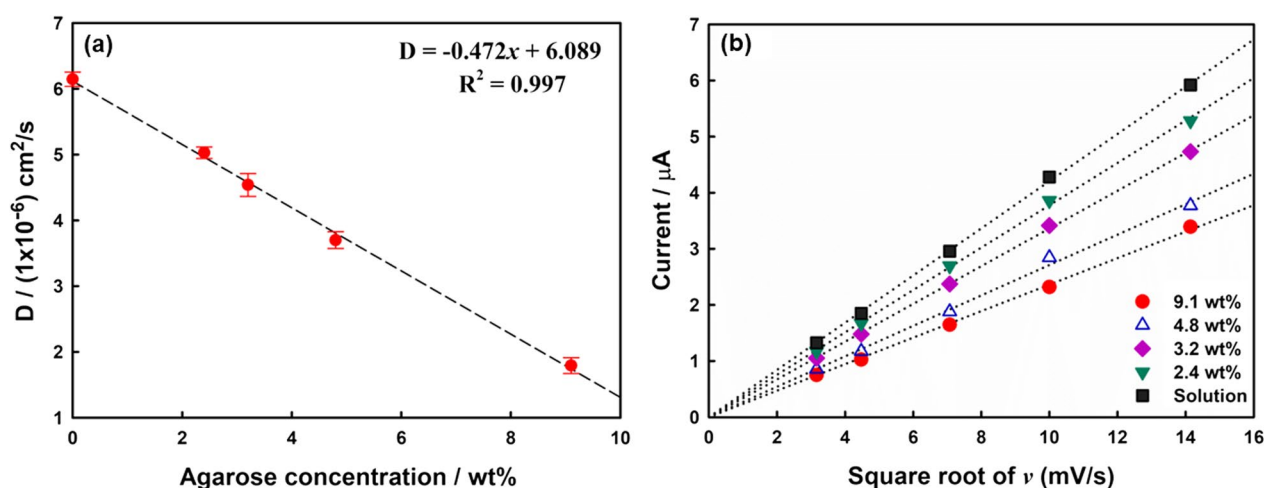 (a)
D = -0.472x + 6.089
R² = 0.997
D / (1x10⁻⁶) cm²/s
7
6
5
4
3
2
1
0
2
4
6
8
10
Agarose concentration / wt%
(b)
Current / μA
7
6
5
4
3
2
1
0
9.1 wt%
4.8 wt%
3.2 wt%
2.4 wt%
Solution
0
2
4
6
8
10
12
14
16
Square root of v (mV/s)